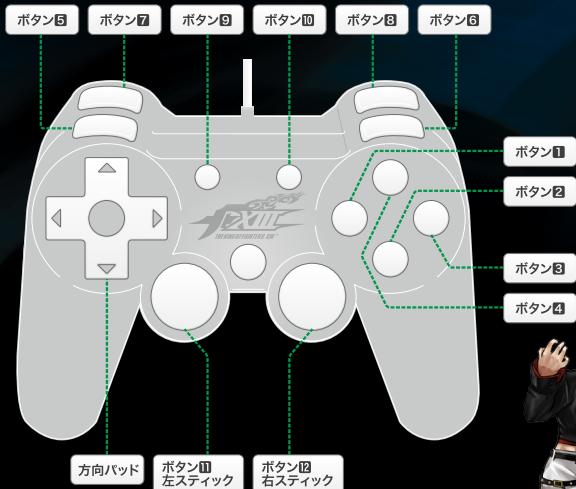 ボタン5
ボタン7
ボタン9
ボタン10
ボタン8
ボタン6
ボタン1
ボタン2
XIII
THE KING OF FIGHTERS XIII
ボタン3
ボタン4
方向パッド
ボタン11
左スティック
ボタン12
右スティック